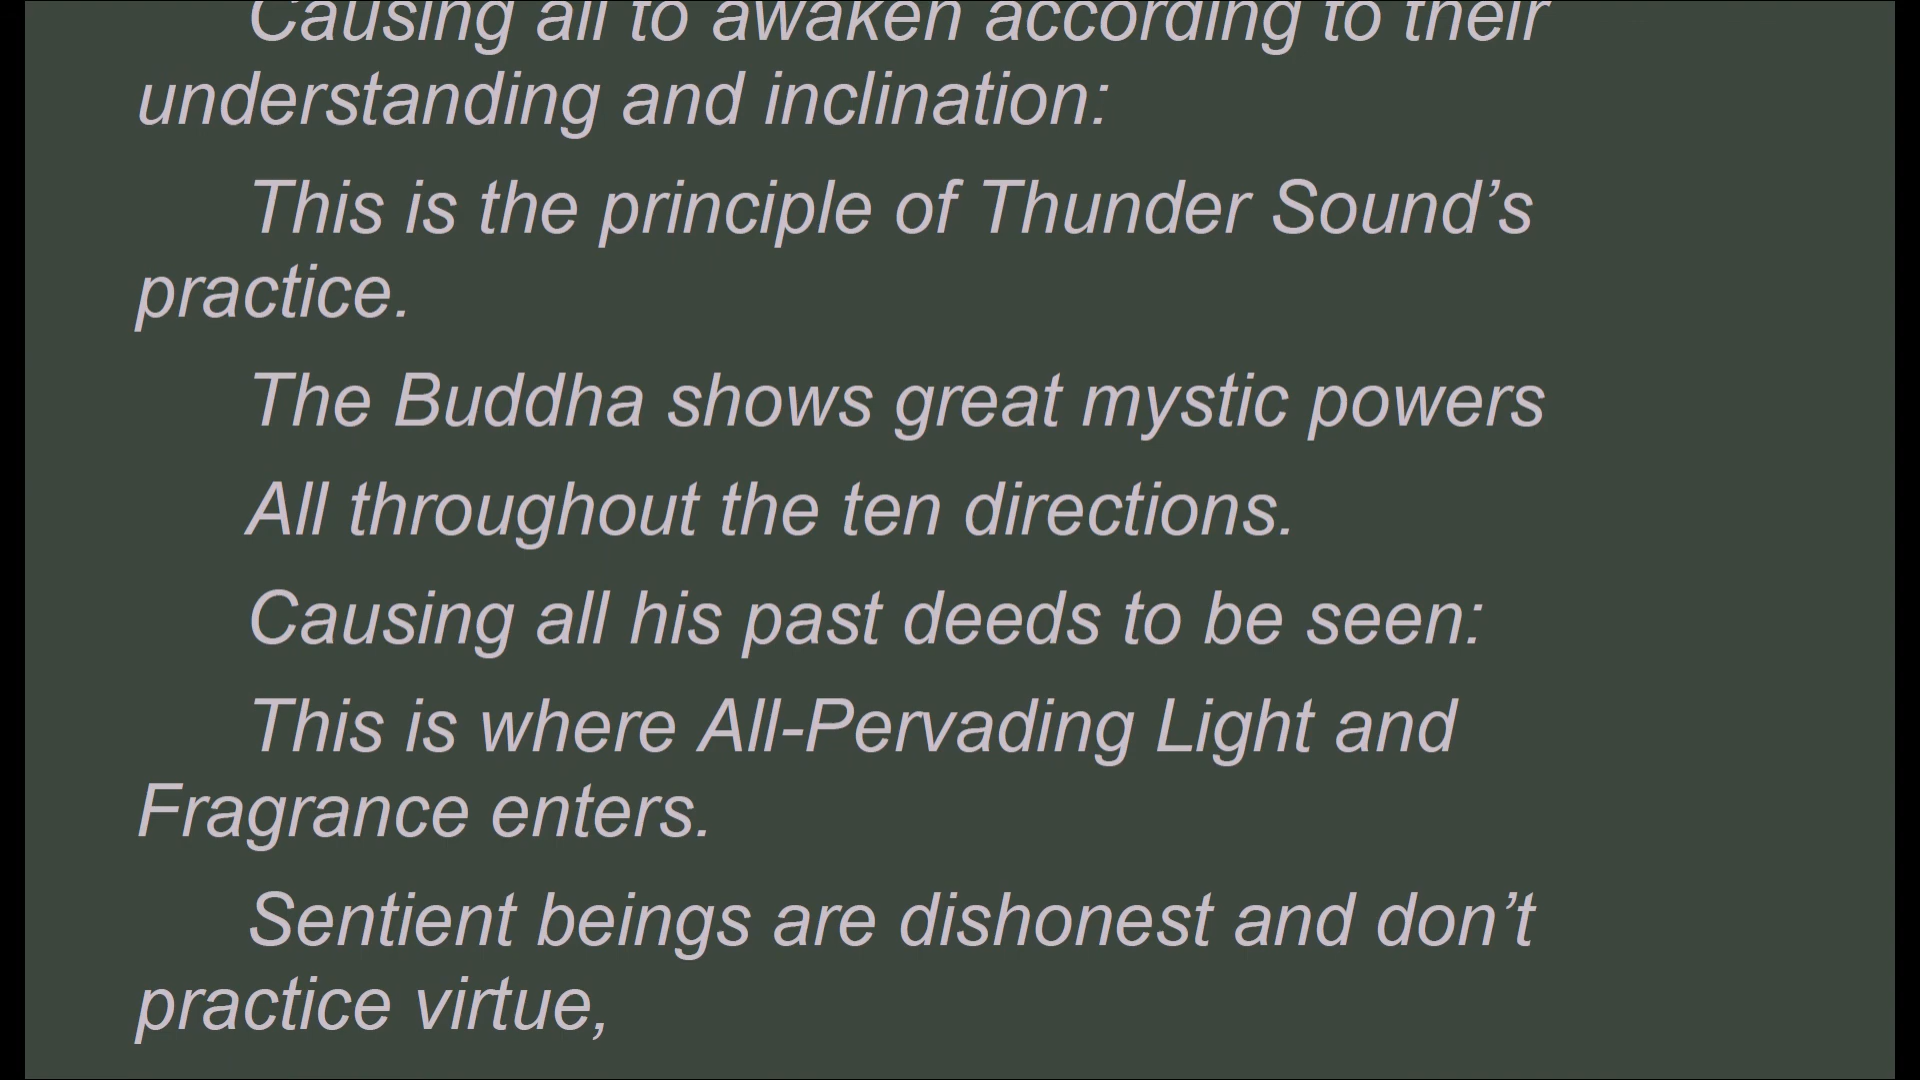 Causing all to awaken according to their
understanding and inclination:
This is the principle of Thunder Sound’s
practice.
The Buddha shows great mystic powers
All throughout the ten directions.
Causing all his past deeds to be seen:
This is where All-Pervading Light and
Fragrance enters.
Sentient beings are dishonest and don’t
practice virtue,